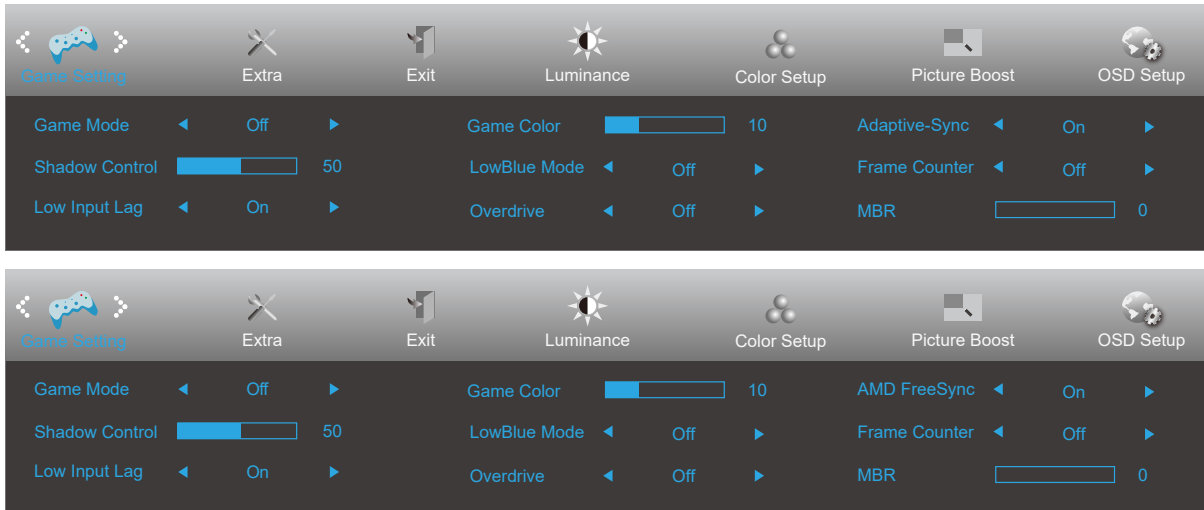 Game Setting Extra Exit Luminance Color Setup Picture Boost OSD Setup
Game Mode Off Game Color 10 Adaptive-Sync On
Shadow Control 50 LowBlue Mode Off Frame Counter Off
Low Input Lag On Overdrive Off MBR 0
Game Setting Extra Exit Luminance Color Setup Picture Boost OSD Setup
Game Mode Off Game Color 10 AMD FreeSync On
Shadow Control 50 LowBlue Mode Off Frame Counter Off
Low Input Lag On Overdrive Off MBR 0